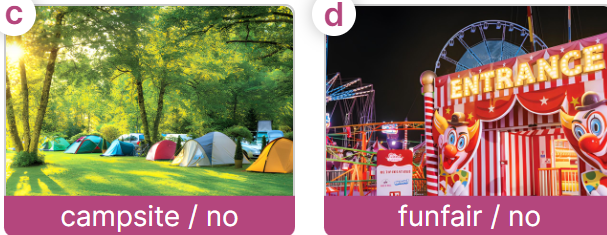 c
d
ENTRANCE
campsite / no
funfair / no